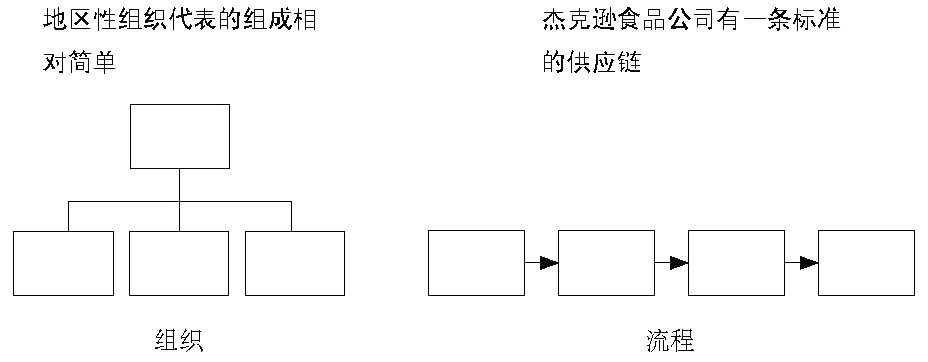 地区性组织代表的组成相
对简单
杰克逊食品公司有一条标准
的供应链
组织
流程